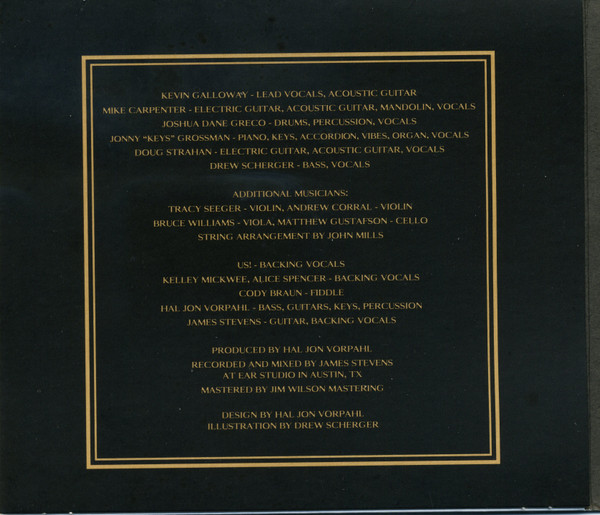 KEVIN GALLOWAY - LEAD VOCALS, ACOUSTIC GUITAR
MIKE CARPENTER - ELECTRIC GUITAR, ACOUSTIC GUITAR, MANDOLIN, VOCALS
JOSHUA DANE GRECO - DRUMS, PERCUSSION, VOCALS
JONNY "KEYS" GROSSMAN - PIANO, KEYS, ACCORDION, VIBES, ORGAN, VOCALS
DOUG STRAHAN - ELECTRIC GUITAR, ACOUSTIC GUITAR, VOCALS
DREW SCHERGER - BASS, VOCALS
ADDITIONAL MUSICIANS:
TRACY SEEGER - VIOLIN, ANDREW CORRAL - VIOLIN
BRUCE WILLIAMS - VIOLA, MATTHEW GUSTAFSON - CELLO
STRING ARRANGEMENT BY JOHN MILLS
US! - BACKING VOCALS
KELLEY MICKWEE, ALICE SPENCER - BACKING VOCALS
CODY BRAUN - FIDDLE
HAL JON VORPAHL - BASS, GUITARS, KEYS, PERCUSSION
JAMES STEVENS - GUITAR, BACKING VOCALS
PRODUCED BY HAL JON VORPAHL
RECORDED AND MIXED BY JAMES STEVENS
AT EAR STUDIO IN AUSTIN, TX
MASTERED BY JIM WILSON MASTERING
DESIGN BY HAL JON VORPAHL
ILLUSTRATION BY DREW SCHERGER